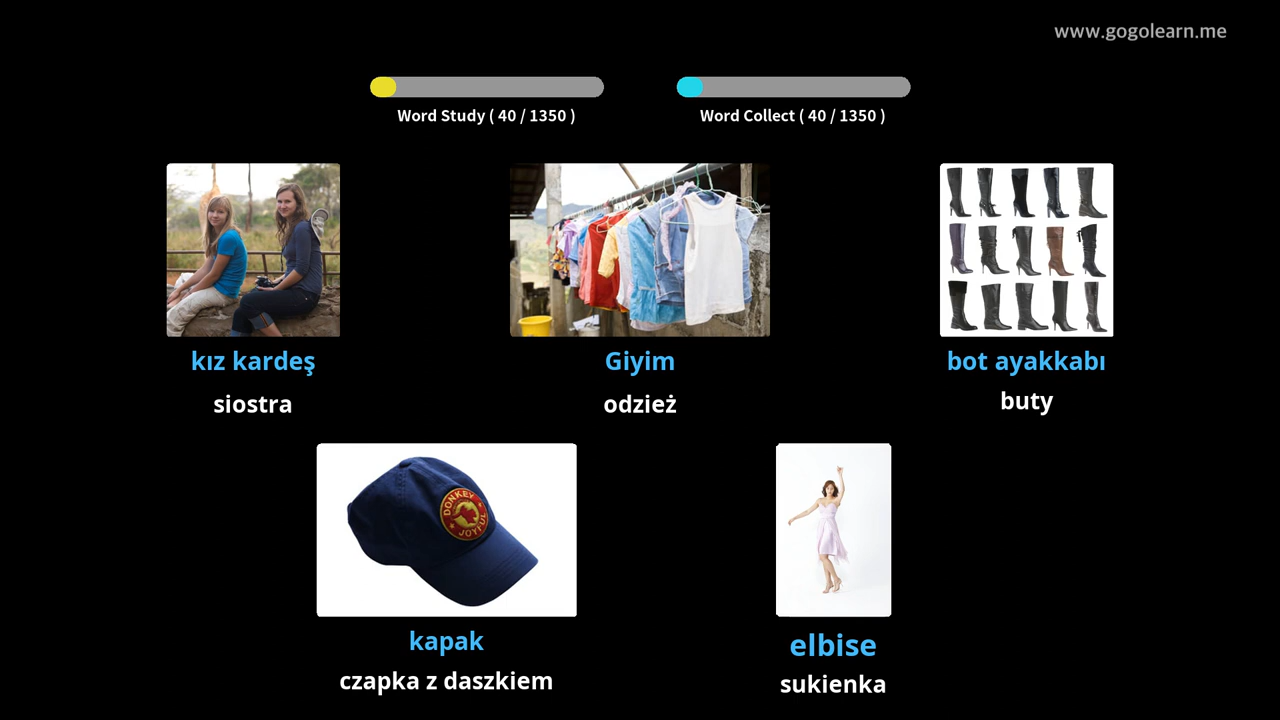 www.gogolearn.me
Word Study ( 40 / 1350 )
Word Collect ( 40 / 1350 )
kız kardeş
siostra
Giyim
odzież
bot ayakkabı
buty
DONKEY
JOYFUL
kapak
czapka z daszkiem
elbise
sukienka